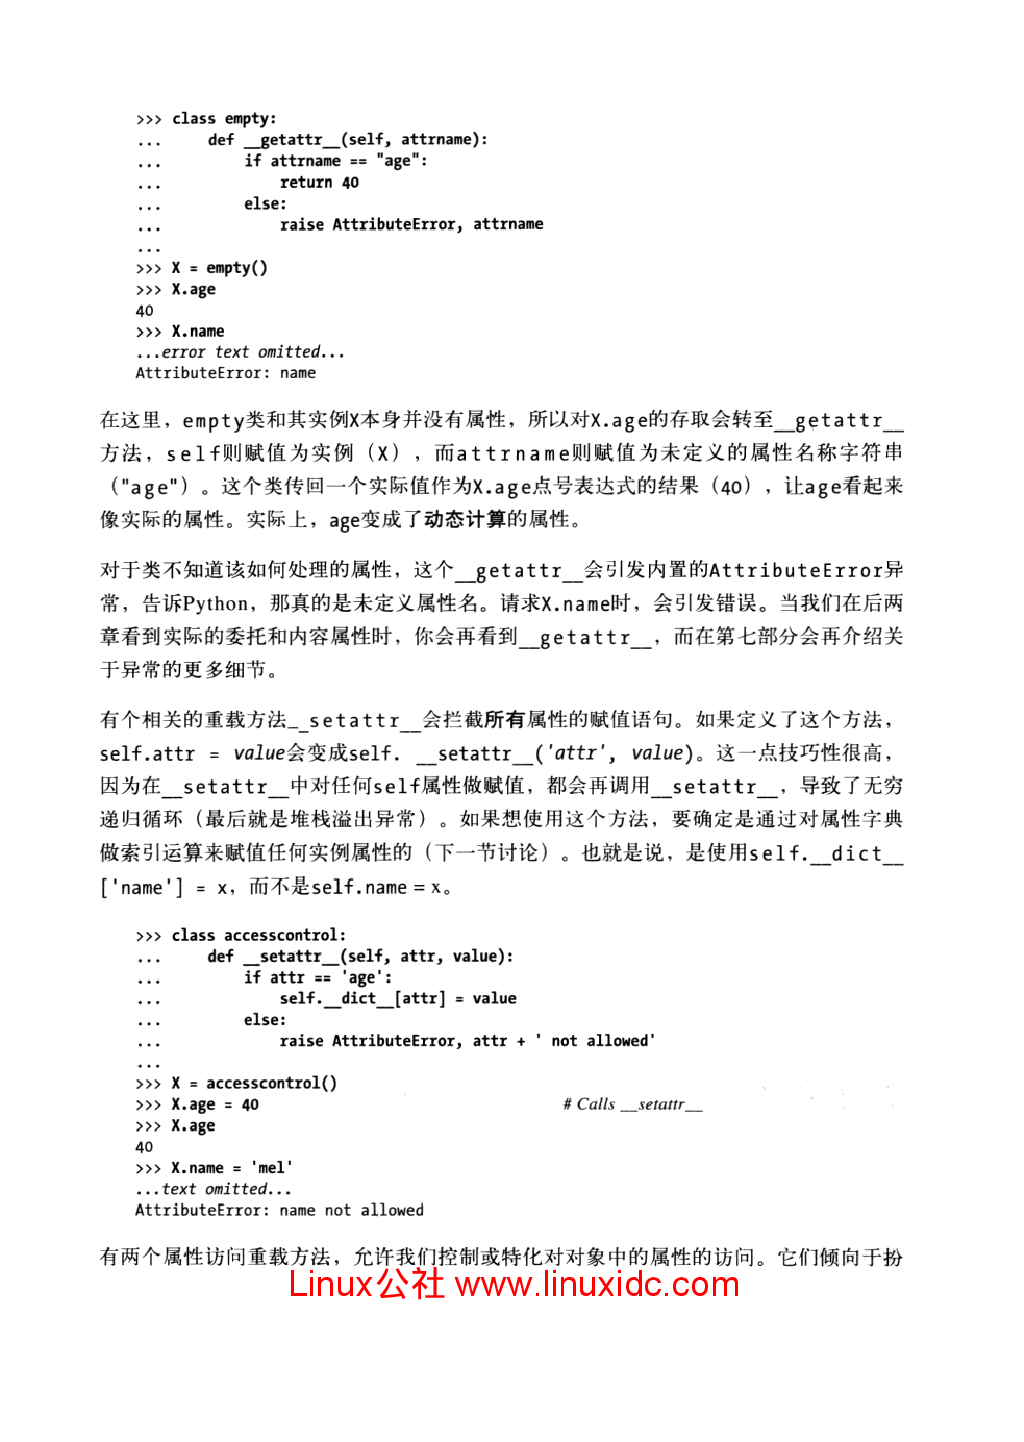 >>> class empty:
...     def __getattr__(self, attrname):
...         if attrname == "age":
...             return 40
...         else:
...             raise AttributeError, attrname
...
>>> X = empty()
>>> X.age
40
>>> X.name
...error text omitted...
AttributeError: name
在这里，empty类和其实例X本身并没有属性，所以对X.age的存取会转至__getattr__
方法，self则赋值为实例（X），而attrname则赋值为未定义的属性名称字符串
（"age"）。这个类传回一个实际值作为X.age点号表达式的结果（40），让age看起来
像实际的属性。实际上，age变成了动态计算的属性。
对于类不知道该如何处理的属性，这个__getattr__会引发内置的AttributeError异
常，告诉Python，那真的是未定义属性名。请求X.name时，会引发错误。当我们在后两
章看到实际的委托和内容属性时，你会再看到__getattr__，而在第七部分会再介绍关
于异常的更多细节。
有个相关的重载方法__setattr__会拦截所有属性的赋值语句。如果定义了这个方法，
self.attr = value会变成self. __setattr__('attr', value)。这一点技巧性很高，
因为在__setattr__中对任何self属性做赋值，都会再调用__setattr__，导致了无穷
递归循环（最后就是堆栈溢出异常）。如果想使用这个方法，要确定是通过对属性字典
做索引运算来赋值任何实例属性的（下一节讨论）。也就是说，是使用self.__dict__
['name'] = x，而不是self.name = x。
>>> class accesscontrol:
...     def __setattr__(self, attr, value):
...         if attr == 'age':
...             self.__dict__[attr] = value
...         else:
...             raise AttributeError, attr + ' not allowed'
...
>>> X = accesscontrol()
>>> X.age = 40 # Calls __setattr__
>>> X.age
40
>>> X.name = 'mel'
...text omitted...
AttributeError: name not allowed
有两个属性访问重载方法，允许我们控制或特化对对象中的属性的访问。它们倾向于扮
Linux公社 www.linuxidc.com